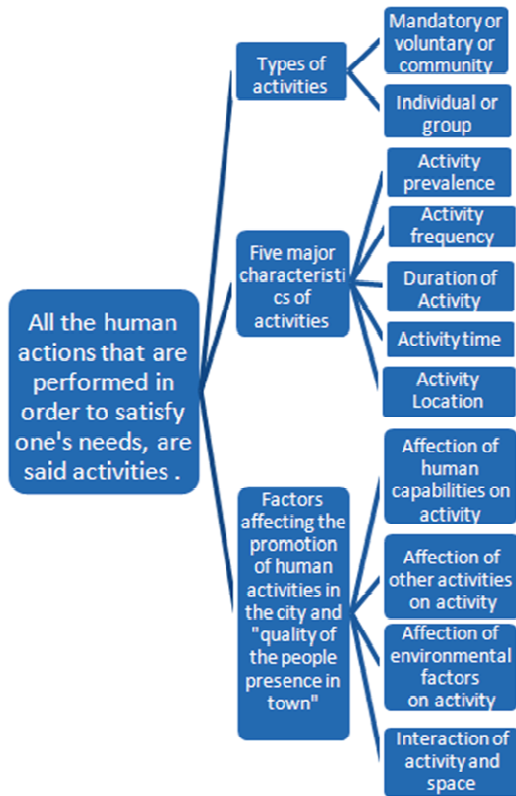 All the human
actions that are
performed in
order to satisfy
one's needs, are
said activities .
Types of
activities
Mandatory or
voluntary or
community
Individual or
group
Five major
characteristi
cs of
activities
Activity
prevalence
Activity
frequency
Duration of
Activity
Activity time
Activity
Location
Factors
affecting the
promotion
of human
activities in
the city and
"quality of
the people
presence in
town"
Affection of
human
capabilities on
activity
Affection of
other activities
on activity
Affection of
environmental
factors
on activity
Interaction of
activity and
space